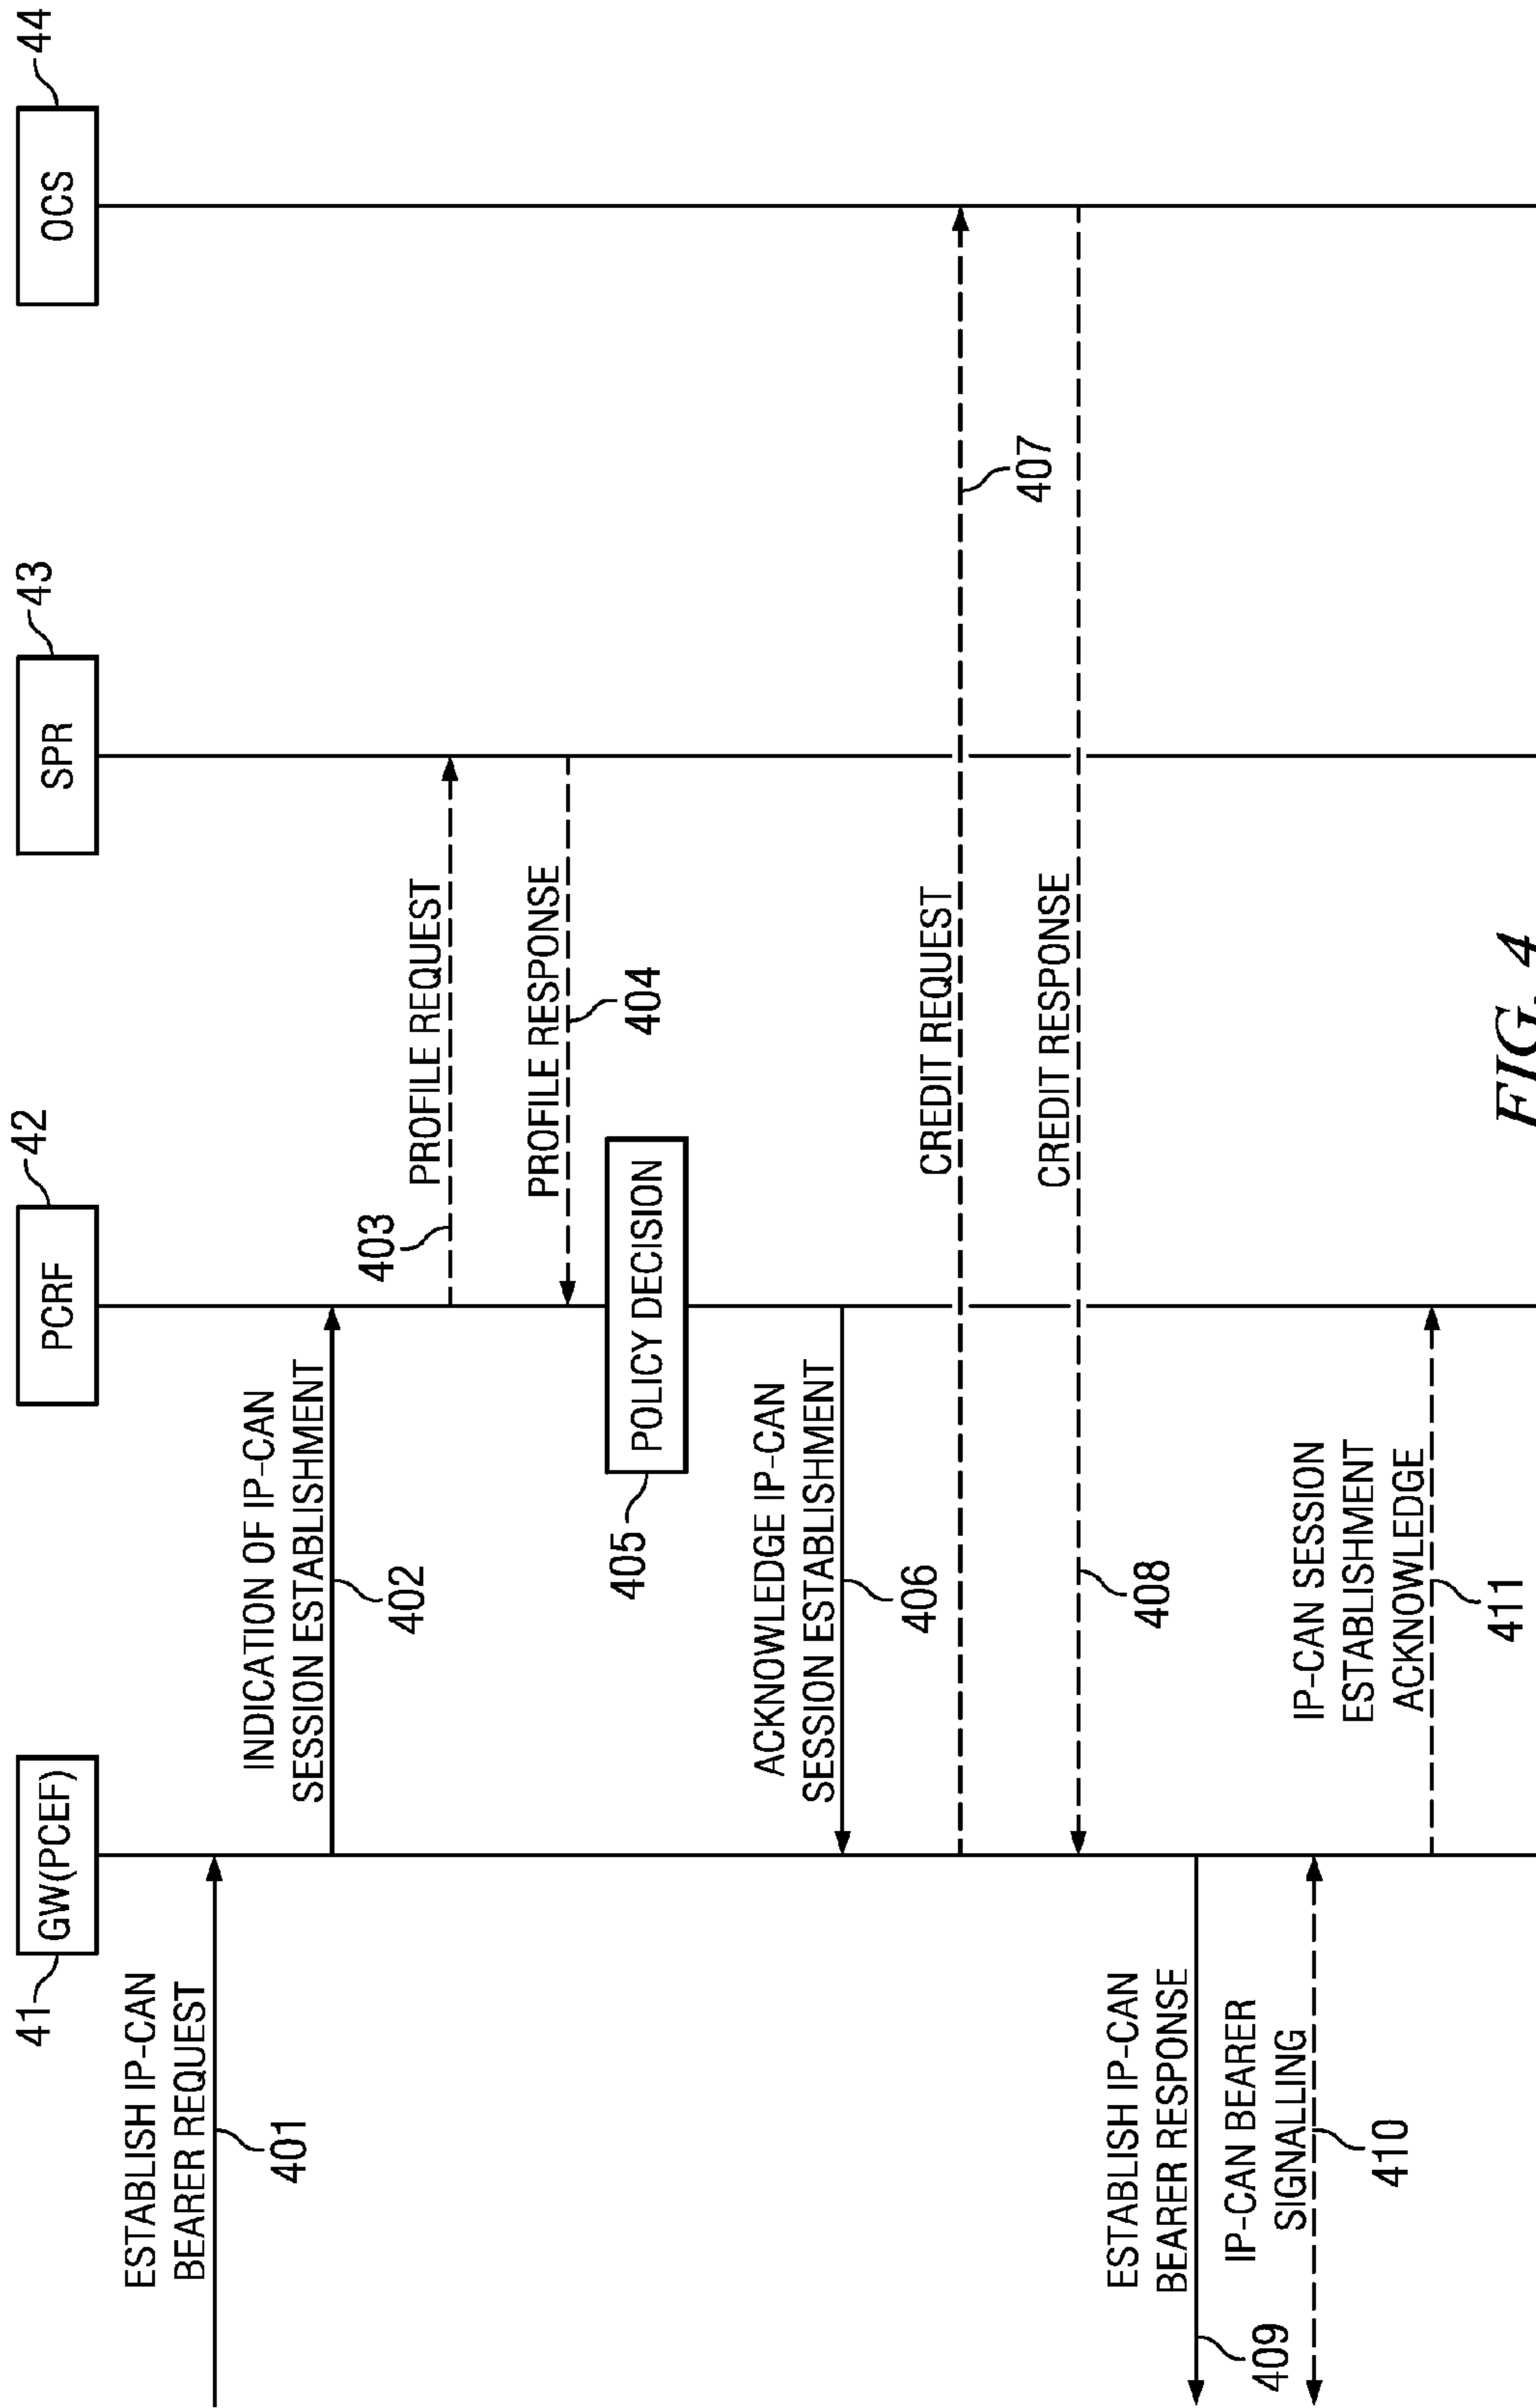 41
GW(PCEF)
42
PCRF
43
SPR
44
OCS
ESTABLISH IP-CAN
BEARER REQUEST
401
INDICATION OF IP-CAN
SESSION ESTABLISHMENT
402
403
PROFILE REQUEST
PROFILE RESPONSE
404
405
POLICY DECISION
ACKNOWLEDGE IP-CAN
SESSION ESTABLISHMENT
406
CREDIT REQUEST
407
CREDIT RESPONSE
408
ESTABLISH IP-CAN
BEARER RESPONSE
409
IP-CAN BEARER
SIGNALLING
410
IP-CAN SESSION
ESTABLISHMENT
ACKNOWLEDGE
411
FIG. 4